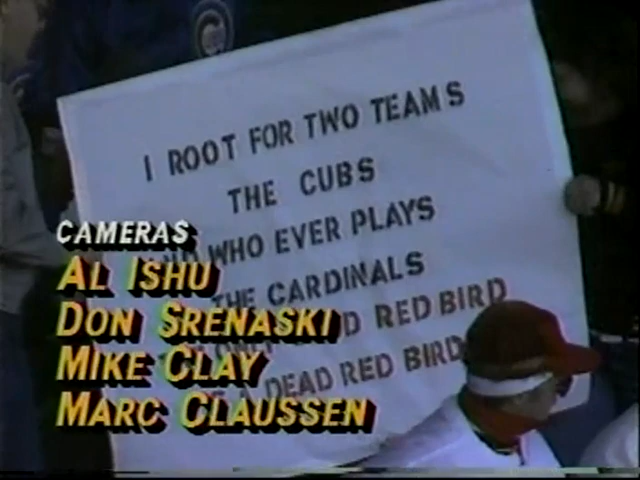 I ROOT FOR TWO TEAMS
THE CUBS
WHO EVER PLAYS
THE CARDINALS
RED BIRD
A DEAD RED BIRD
CAMERAS
AL ISHU
DON SRENASKI
MIKE CLAY
MARC CLAUSSEN